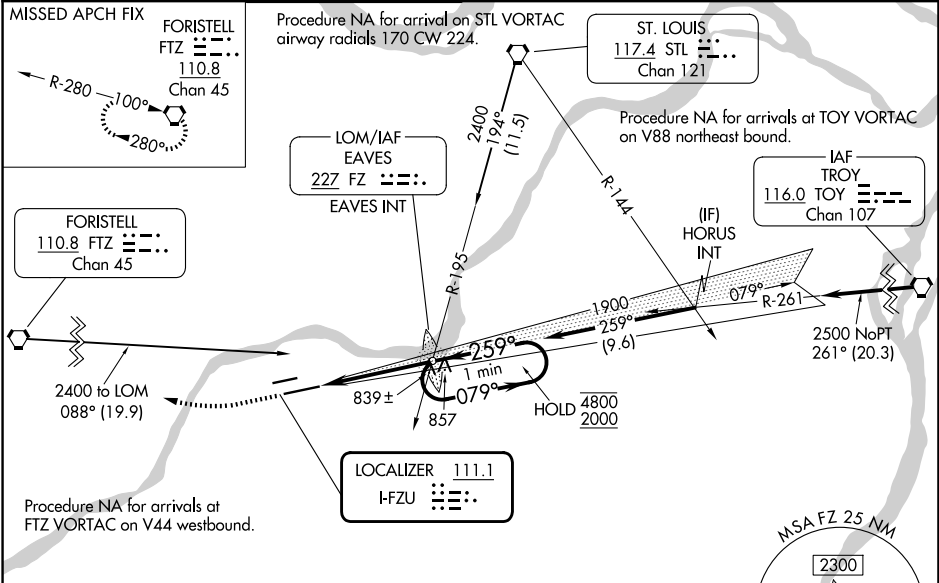 MISSED APCH FIX
FORISTELL
FTZ
110.8
Chan 45
R-280
100°
280°
Procedure NA for arrival on STL VORTAC
airway radials 170 CW 224.
ST. LOUIS
117.4 STL
Chan 121
2400
194°
(11.5)
Procedure NA for arrivals at TOY VORTAC
on V88 northeast bound.
LOM/IAF
EAVES
227 FZ
EAVES INT
IAF
TROY
116.0 TOY
Chan 107
R-144
(IF)
HORUS
INT
FORISTELL
110.8 FTZ
Chan 45
R-195
1900
259°
(9.6)
079°
R-261
2500 NoPT
261° (20.3)
259°
1 min
079°
2400 to LOM
088° (19.9)
839±
857
HOLD 4800
2000
LOCALIZER 111.1
I-FZU
Procedure NA for arrivals at
FTZ VORTAC on V44 westbound.
MSA FZ 25 NM
2300